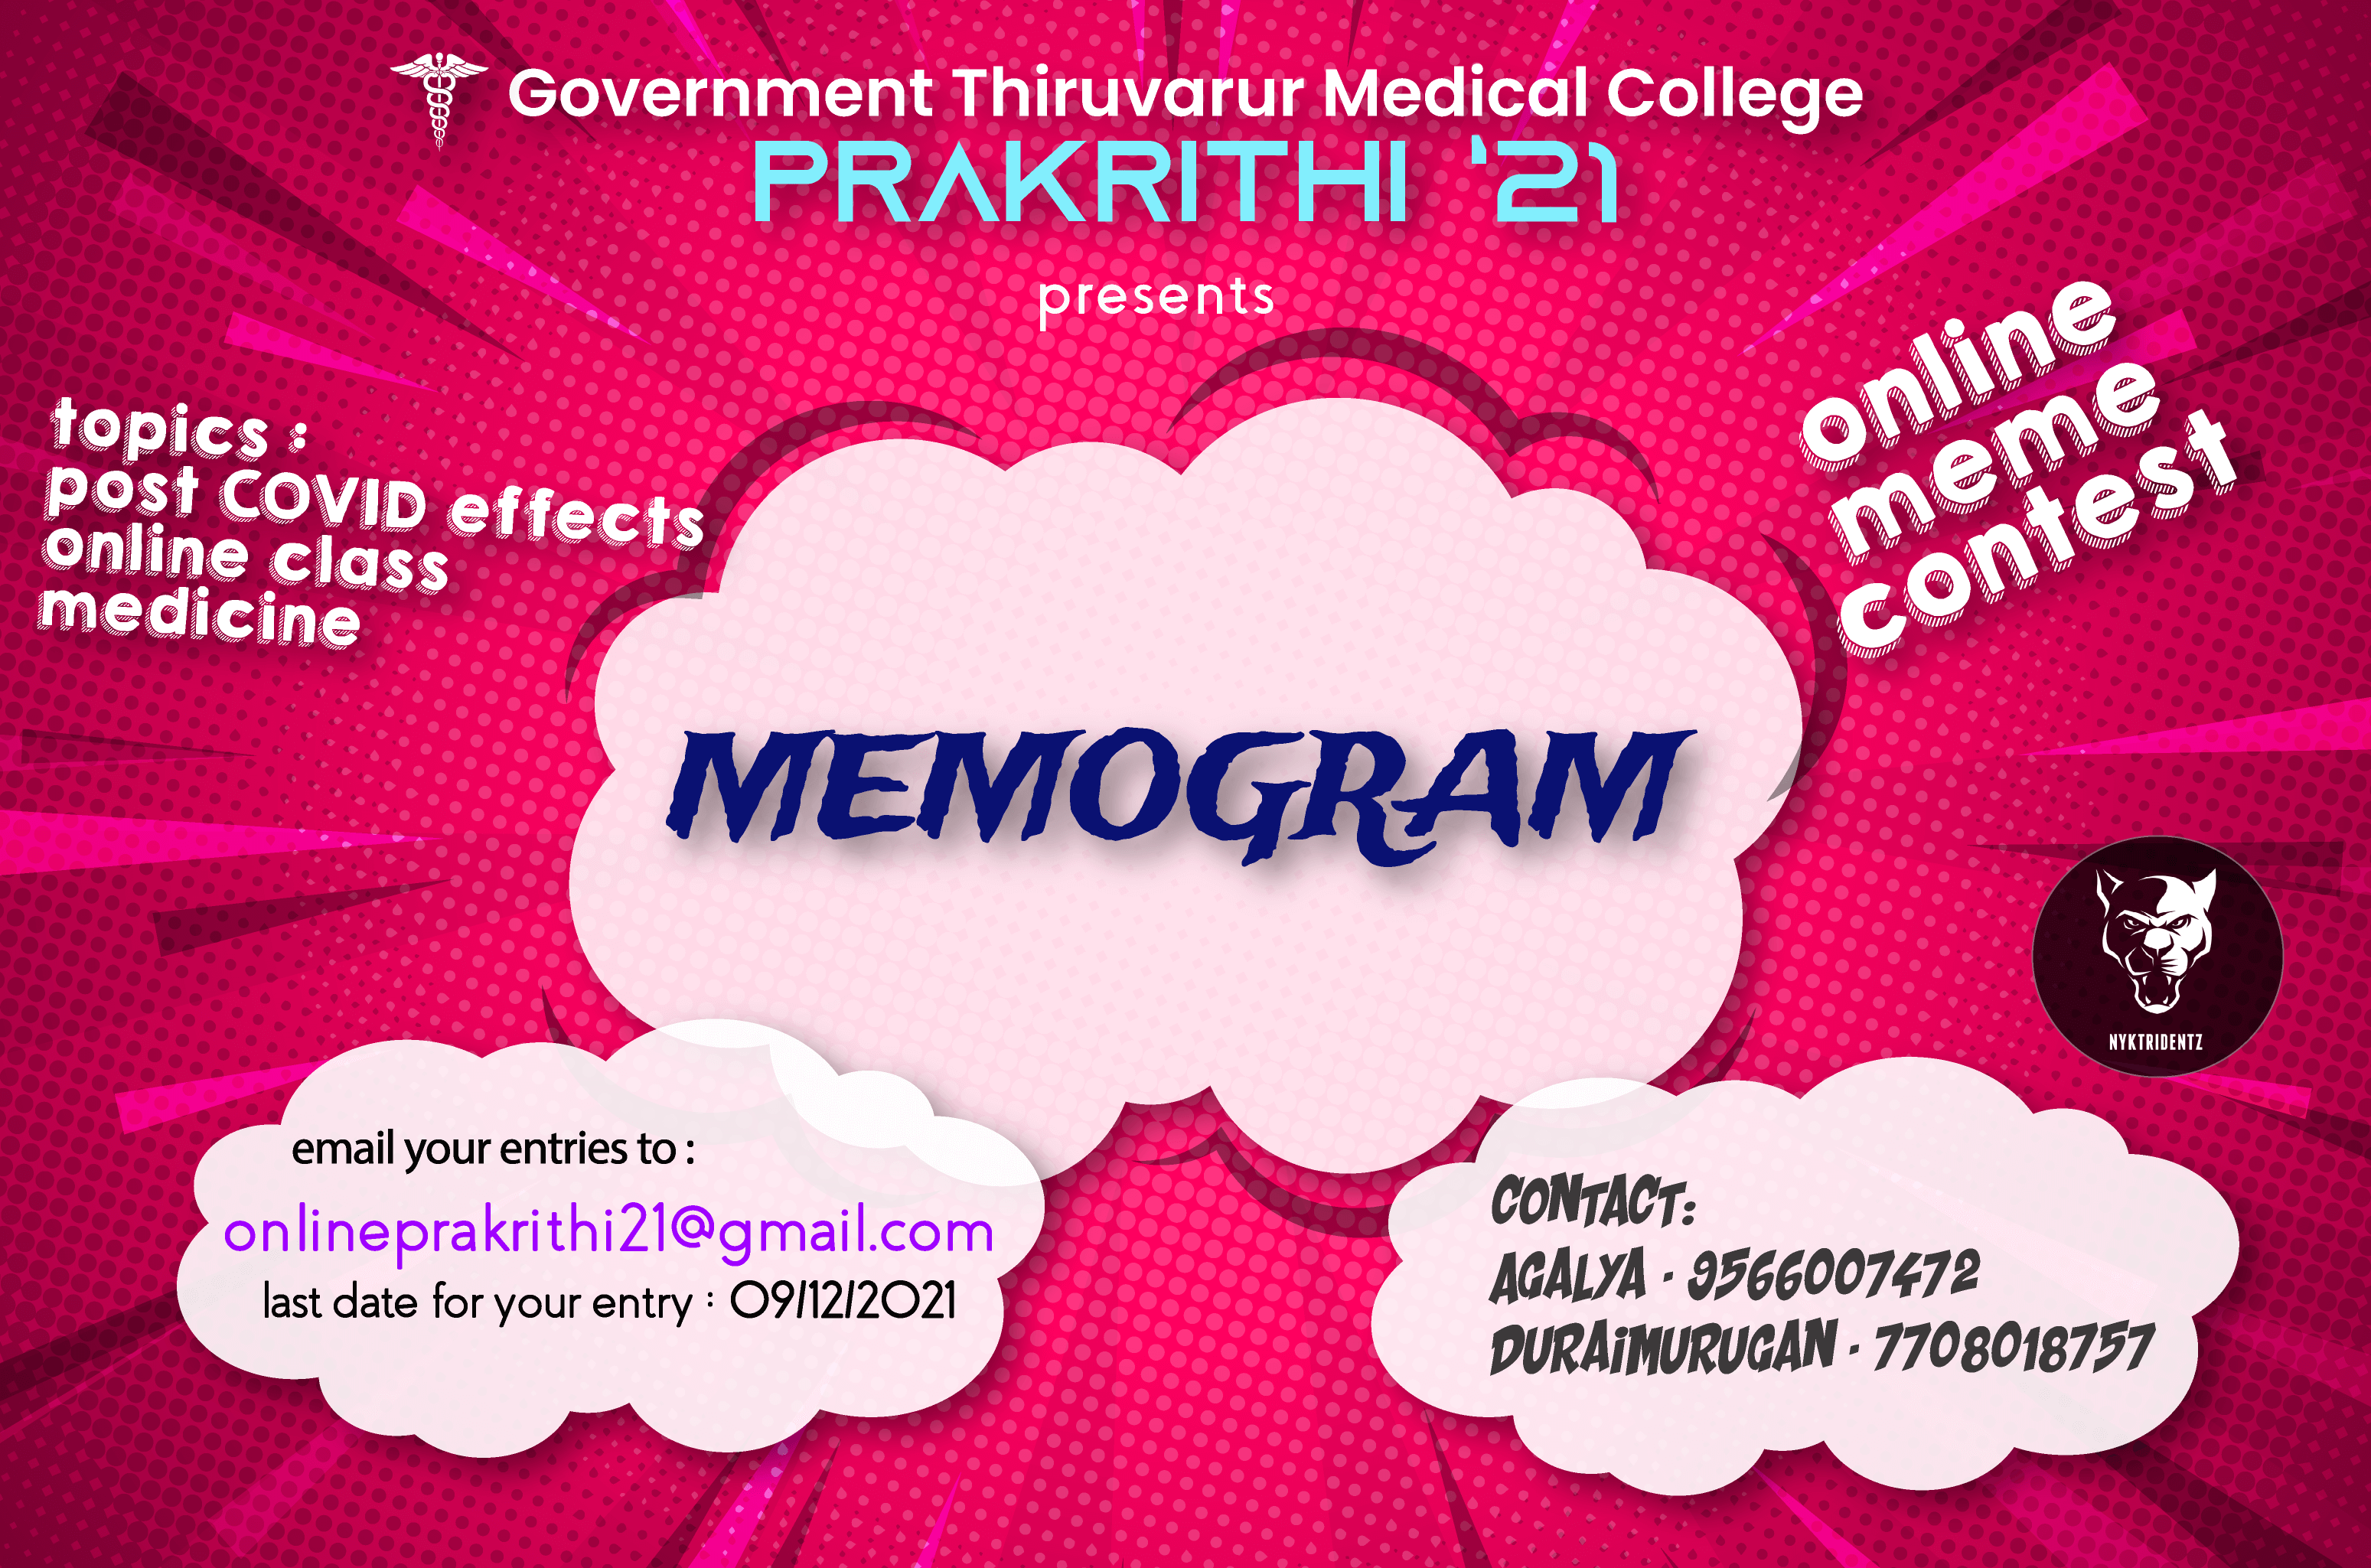 Government Thiruvarur Medical College
PRAKRITHI '21
presents
topics :
post COVID effects
online class
medicine
online
meme
contest
MEMOGRAM
NYKTRIDENTZ
email your entries to :
onlineprakrithi21@gmail.com
last date for your entry : 09/12/2021
CONTACT:
AGALYA - 9566007472
DURAiMURUGAN - 7708018757